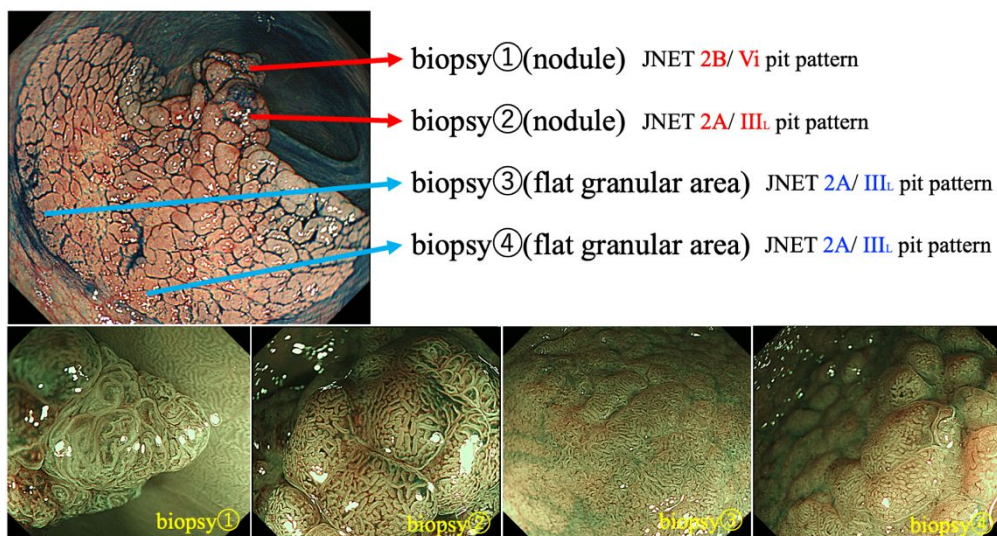 biopsy①(nodule) JNET 2B/ Vi pit pattern
biopsy②(nodule) JNET 2A/ IIIL pit pattern
biopsy③(flat granular area) JNET 2A/ IIIL pit pattern
biopsy④(flat granular area) JNET 2A/ IIIL pit pattern
biopsy① biopsy② biopsy③ biopsy④